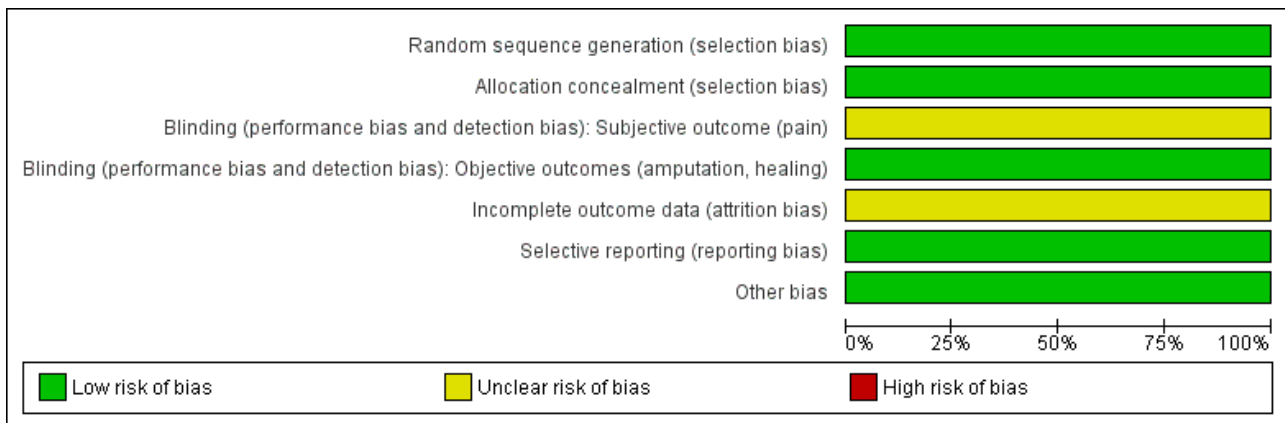 Random sequence generation (selection bias)
Allocation concealment (selection bias)
Blinding (performance bias and detection bias): Subjective outcome (pain)
Blinding (performance bias and detection bias): Objective outcomes (amputation, healing)
Incomplete outcome data (attrition bias)
Selective reporting (reporting bias)
Other bias
0% 25% 50% 75% 100%
Low risk of bias Unclear risk of bias High risk of bias